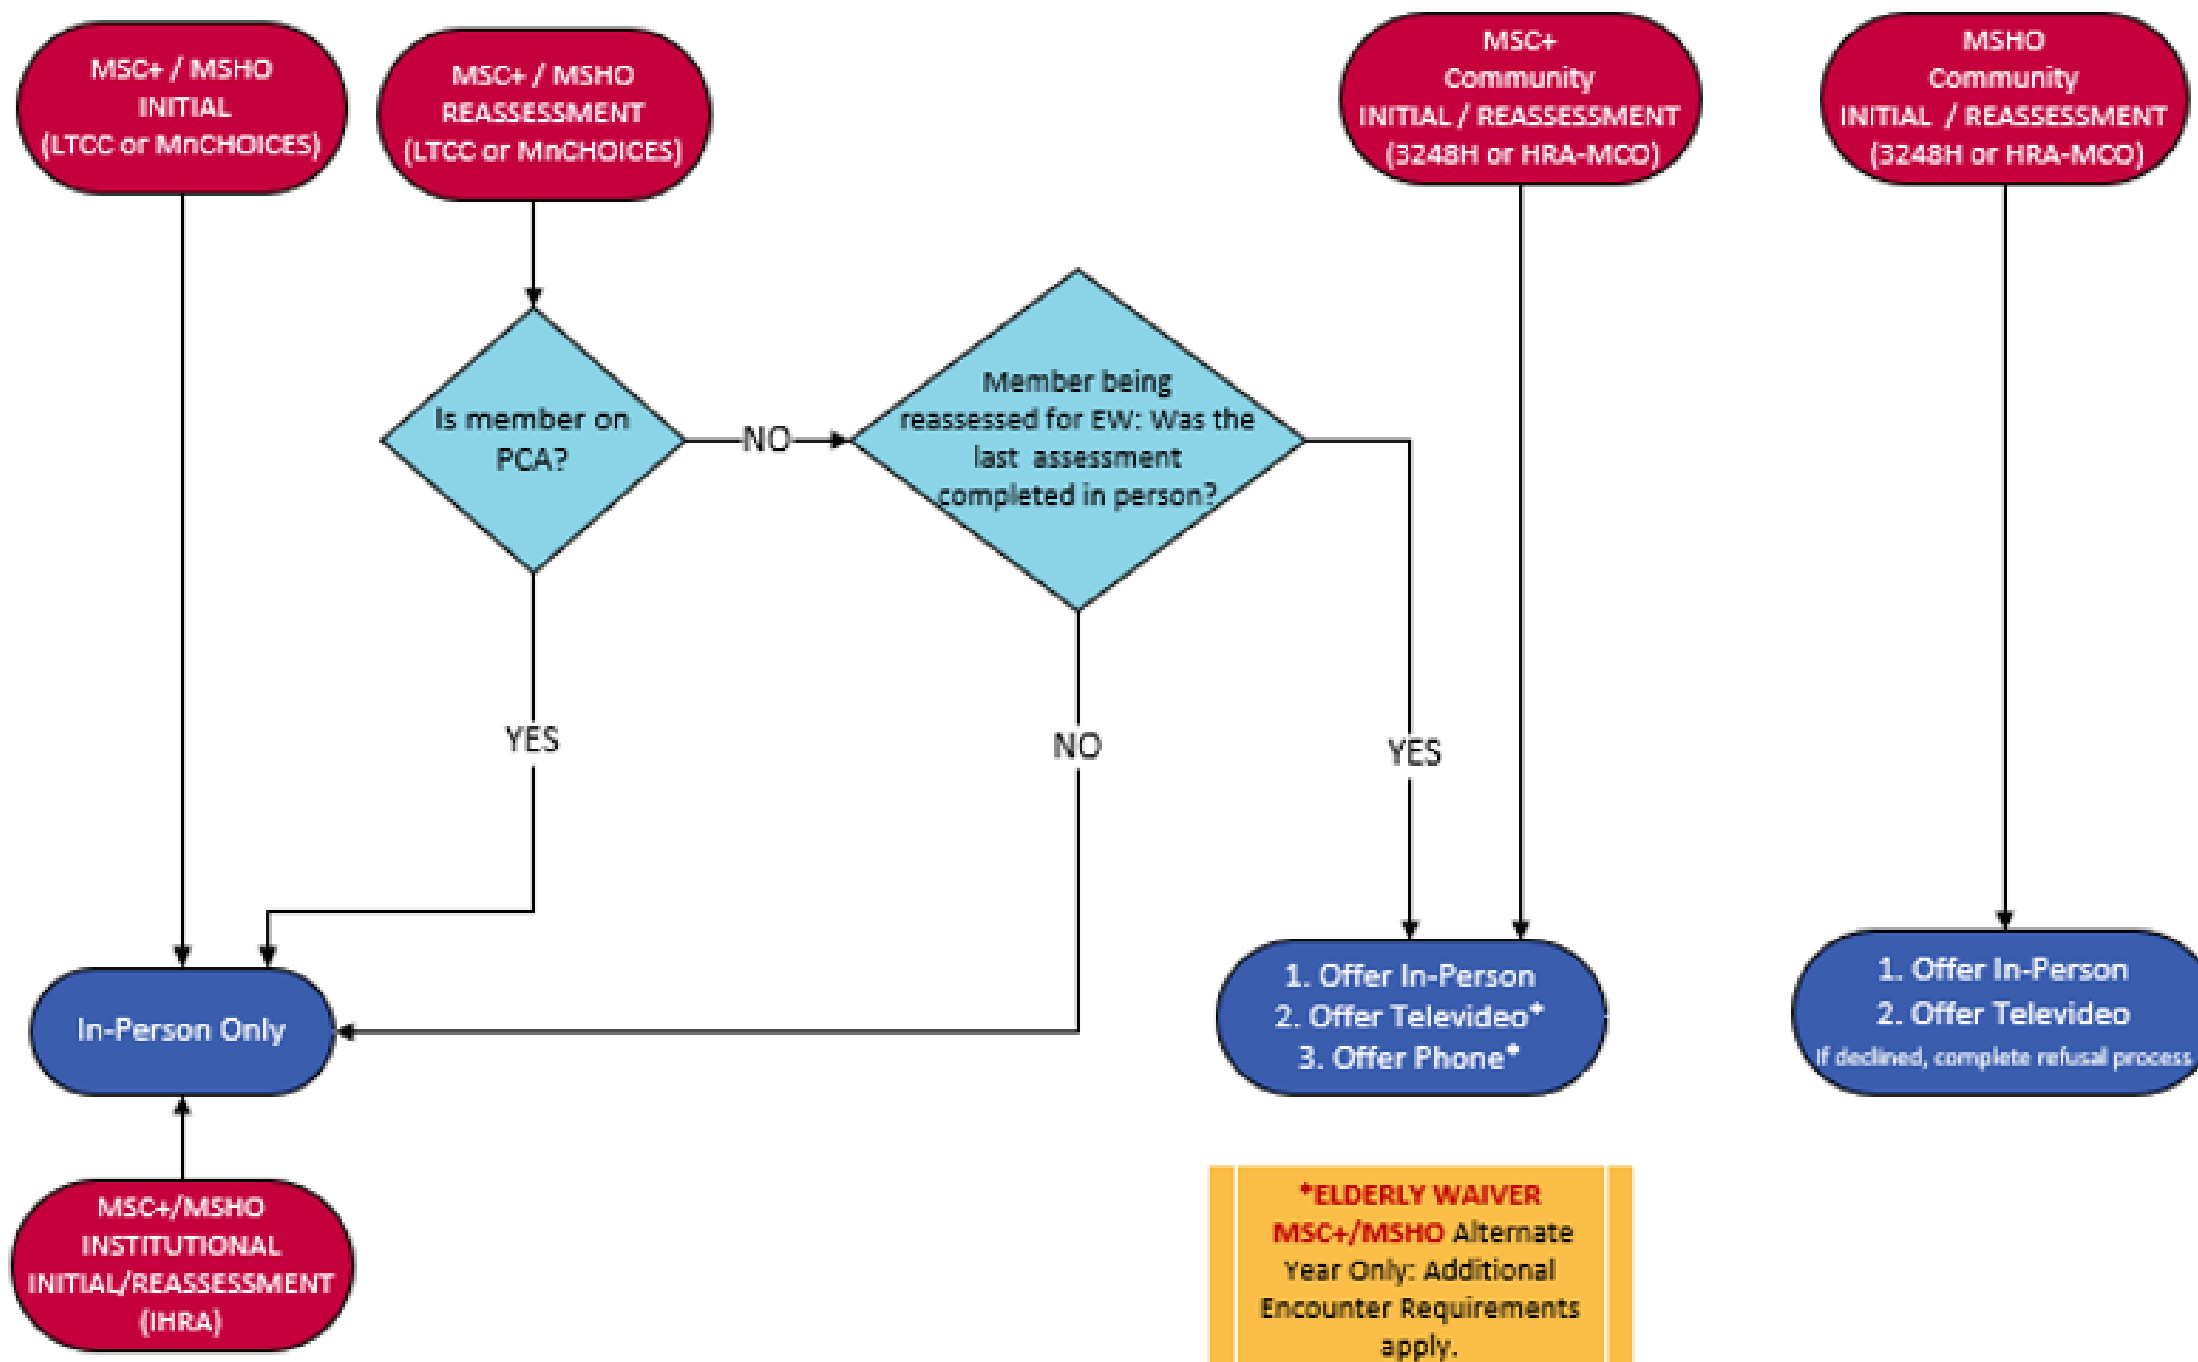 MSC+ / MSHO
INITIAL
(LTCC or MnCHOICES)
MSC+ / MSHO
REASSESSMENT
(LTCC or MnCHOICES)
MSC+
Community
INITIAL / REASSESSMENT
(3248H or HRA-MCO)
MSHO
Community
INITIAL / REASSESSMENT
(3248H or HRA-MCO)
Is member on
PCA?
NO
Member being
reassessed for EW: Was the
last assessment
completed in person?
YES
NO
YES
In-Person Only
1. Offer In-Person
2. Offer Televideo*
3. Offer Phone*
1. Offer In-Person
2. Offer Televideo
If declined, complete refusal process
MSC+/MSHO
INSTITUTIONAL
INITIAL/REASSESSMENT
(IHRA)
*ELDERLY WAIVER
MSC+/MSHO Alternate
Year Only: Additional
Encounter Requirements
apply.